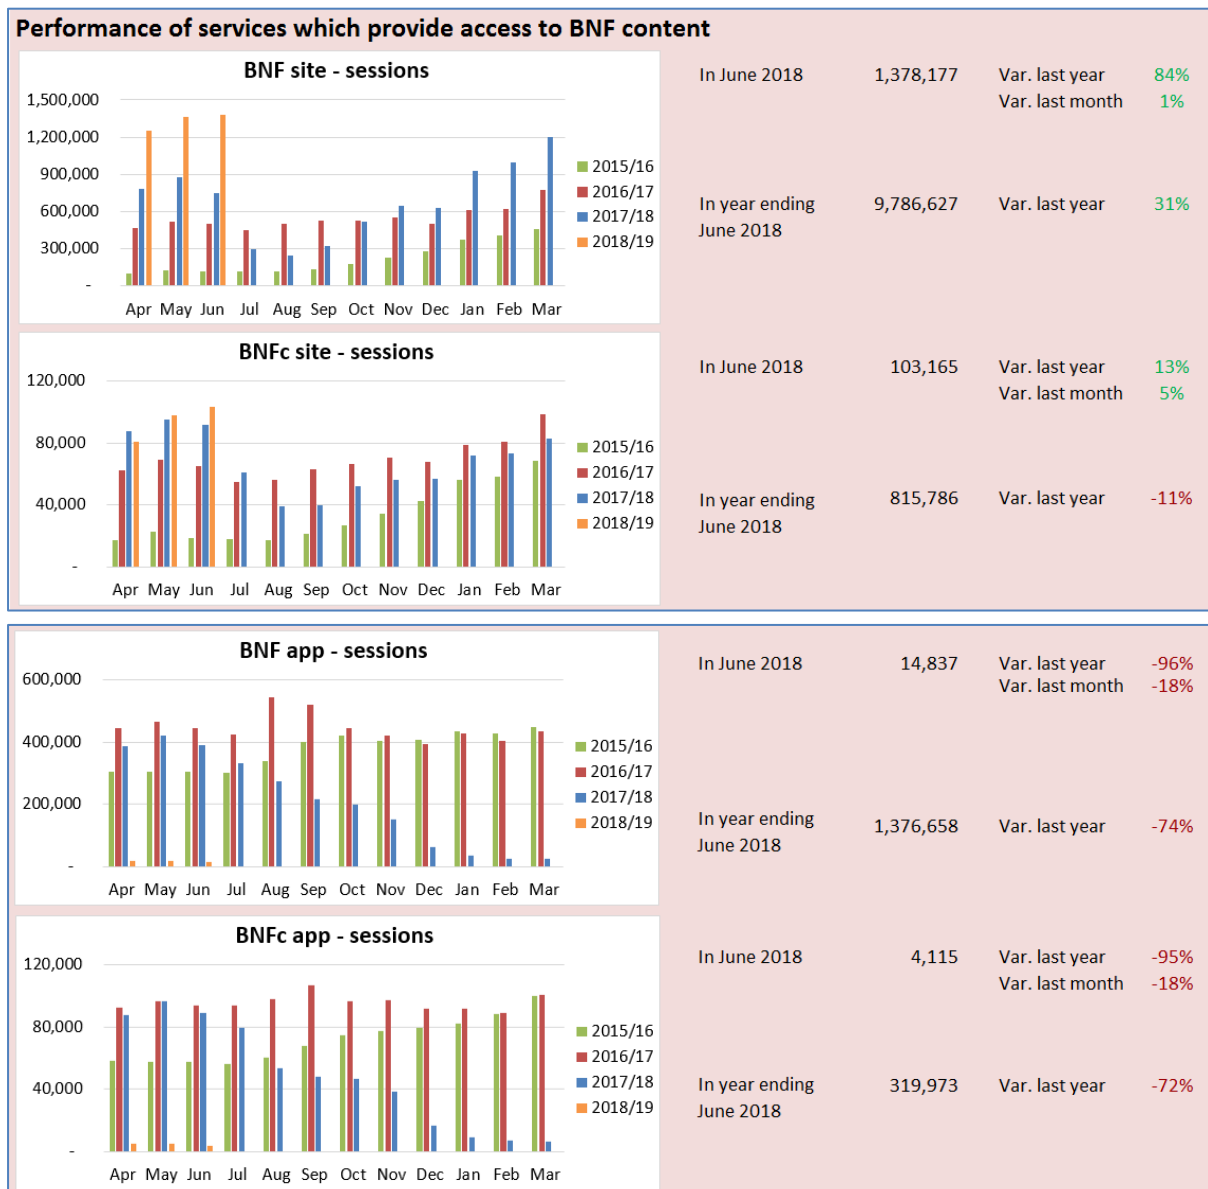 Performance of services which provide access to BNF content
BNF site - sessions
1,500,000
1,200,000
900,000
600,000
300,000
-
Apr May Jun Jul Aug Sep Oct Nov Dec Jan Feb Mar
2015/16
2016/17
2017/18
2018/19
In June 2018 1,378,177 Var. last year 84%
Var. last month 1%
In year ending 9,786,627 Var. last year 31%
June 2018
BNFc site - sessions
120,000
80,000
40,000
-
Apr May Jun Jul Aug Sep Oct Nov Dec Jan Feb Mar
2015/16
2016/17
2017/18
2018/19
In June 2018 103,165 Var. last year 13%
Var. last month 5%
In year ending 815,786 Var. last year -11%
June 2018
BNF app - sessions
600,000
400,000
200,000
-
Apr May Jun Jul Aug Sep Oct Nov Dec Jan Feb Mar
2015/16
2016/17
2017/18
2018/19
In June 2018 14,837 Var. last year -96%
Var. last month -18%
In year ending 1,376,658 Var. last year -74%
June 2018
BNFc app - sessions
120,000
80,000
40,000
-
Apr May Jun Jul Aug Sep Oct Nov Dec Jan Feb Mar
2015/16
2016/17
2017/18
2018/19
In June 2018 4,115 Var. last year -95%
Var. last month -18%
In year ending 319,973 Var. last year -72%
June 2018